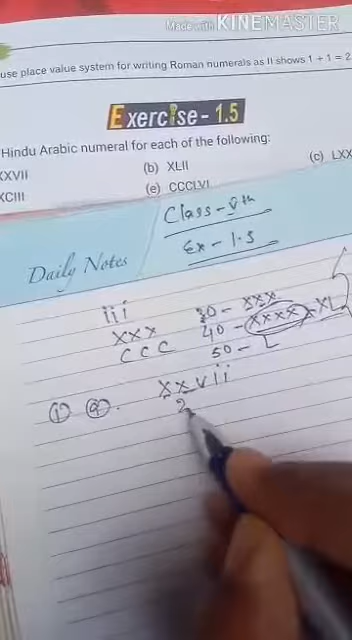 Made with KINEMASTER
use place value system for writing Roman numerals as II shows 1 + 1 = 2
Exercise - 1.5
Hindu Arabic numeral for each of the following:
XXVII (b) XLII (c) LXX
XCIII (e) CCCLVI
Class - Vth
Ex - 1.5
Daily Notes
iii
xxx
ccc
30 - xxx
40 - xxxx - XL
50 - L
① ⓐ. xxvii
2